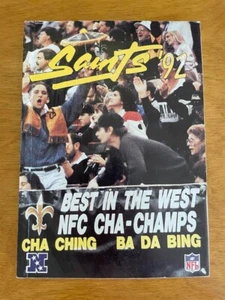 Saints '92
BEST IN THE WEST
NFC CHA-CHAMPS
CHA CHING BA DA BING
N
NFL